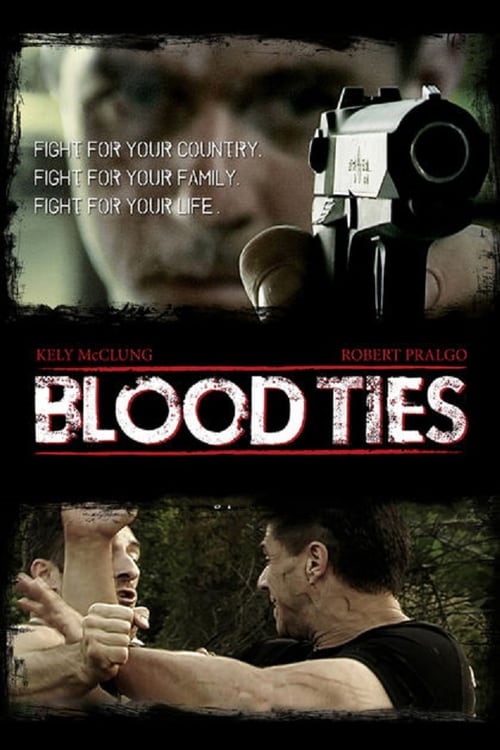 FIGHT FOR YOUR COUNTRY.
FIGHT FOR YOUR FAMILY.
FIGHT FOR YOUR LIFE.
KELY McCLUNG ROBERT PRALGO
BLOOD TIES